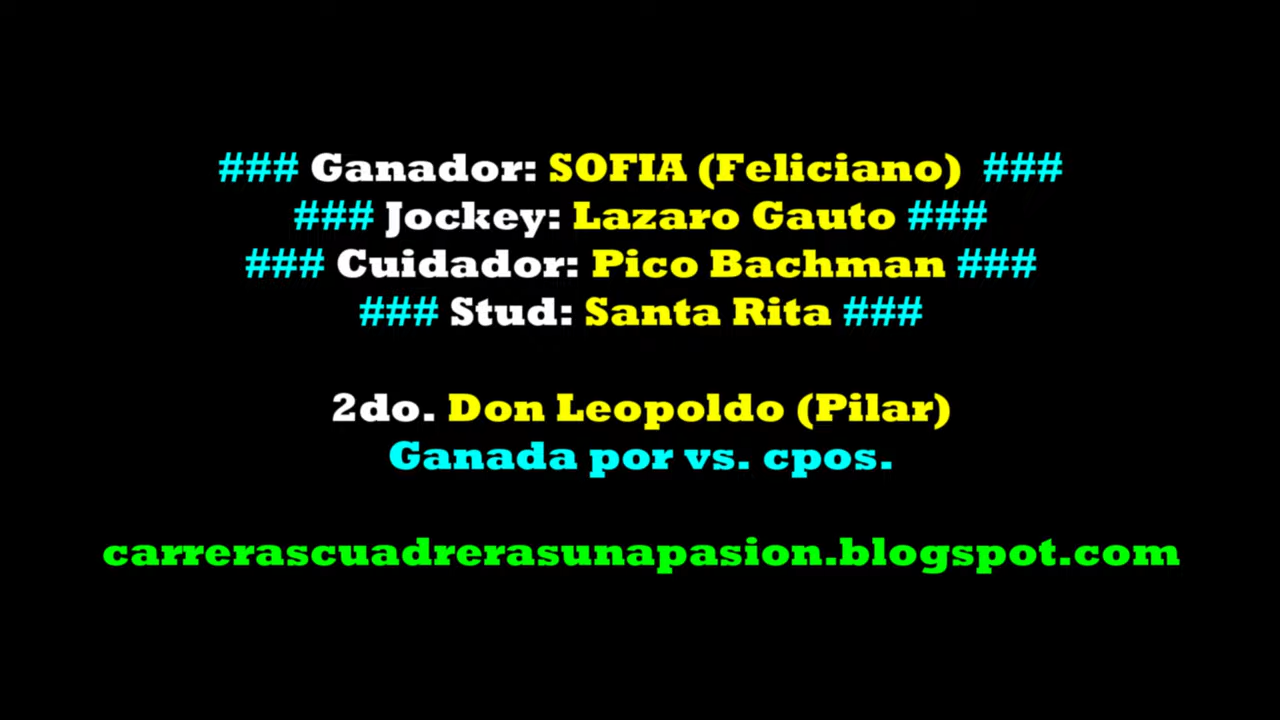 ### Ganador: SOFIA (Feliciano) ###
### Jockey: Lazaro Gauto ###
### Cuidador: Pico Bachman ###
### Stud: Santa Rita ###
2do. Don Leopoldo (Pilar)
Ganada por vs. cpos.
carrerascuadrerasunapasion.blogspot.com